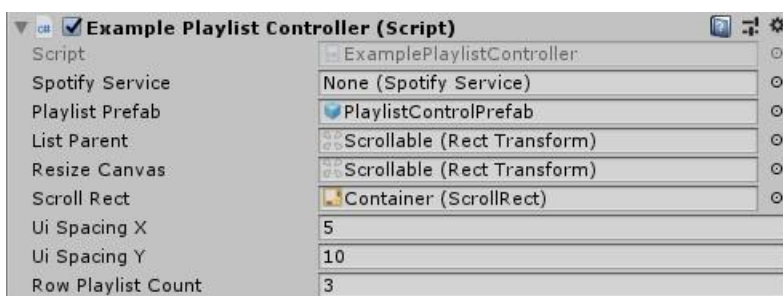 Example Playlist Controller (Script)
Script ExamplePlaylistController
Spotify Service None (Spotify Service)
Playlist Prefab PlaylistControlPrefab
List Parent Scrollable (Rect Transform)
Resize Canvas Scrollable (Rect Transform)
Scroll Rect Container (ScrollRect)
Ui Spacing X 5
Ui Spacing Y 10
Row Playlist Count 3